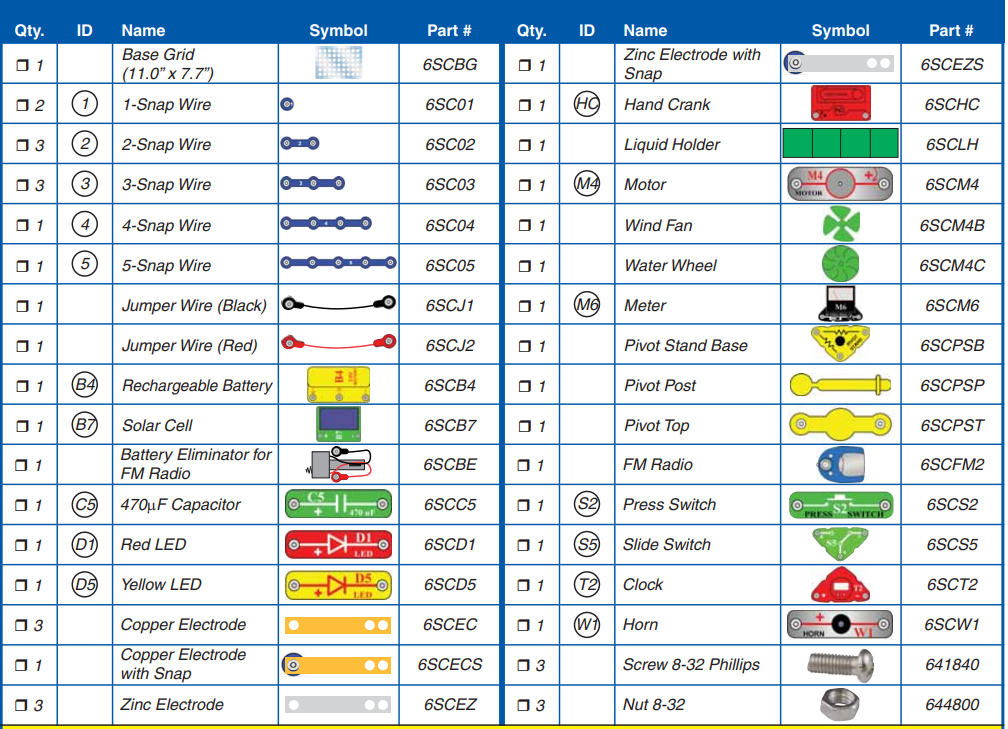 Qty. ID Name Symbol Part # Qty. ID Name Symbol Part #
❒ 1 Base Grid
(11.0” x 7.7”) 6SCBG
❒ 1 Zinc Electrode with
Snap 6SCEZS
❒ 2 1 1-Snap Wire 6SC01
❒ 1 HC Hand Crank 6SCHC
❒ 3 2 2-Snap Wire 2 6SC02
❒ 1 Liquid Holder 6SCLH
❒ 3 3 3-Snap Wire 3 6SC03
❒ 1 M4 Motor M4 +2 MOTOR 6SCM4
❒ 1 4 4-Snap Wire 4 6SC04
❒ 1 Wind Fan 6SCM4B
❒ 1 5 5-Snap Wire 6SC05
❒ 1 Water Wheel 6SCM4C
❒ 1 Jumper Wire (Black) 6SCJ1
❒ 1 M6 Meter M6 6SCM6
❒ 1 Jumper Wire (Red) 6SCJ2
❒ 1 Pivot Stand Base 6SCPSB
❒ 1 B4 Rechargeable Battery B4 6SCB4
❒ 1 Pivot Post 6SCPSP
❒ 1 B7 Solar Cell 6SCB7
❒ 1 Pivot Top 6SCPST
❒ 1 Battery Eliminator for
FM Radio 6SCBE
❒ 1 FM Radio 6SCFM2
❒ 1 C5 470μF Capacitor C5 + 470 uF 6SCC5
❒ 1 S2 Press Switch S2 PRESS SWITCH 6SCS2
❒ 1 D1 Red LED D1 + LED 6SCD1
❒ 1 S5 Slide Switch S5 6SCS5
❒ 1 D5 Yellow LED D5 + LED 6SCD5
❒ 1 T2 Clock T2 6SCT2
❒ 3 Copper Electrode 6SCEC
❒ 1 W1 Horn + HORN W1 6SCW1
❒ 1 Copper Electrode
with Snap 6SCECS
❒ 3 Screw 8-32 Phillips 641840
❒ 3 Zinc Electrode 6SCEZ
❒ 3 Nut 8-32 644800